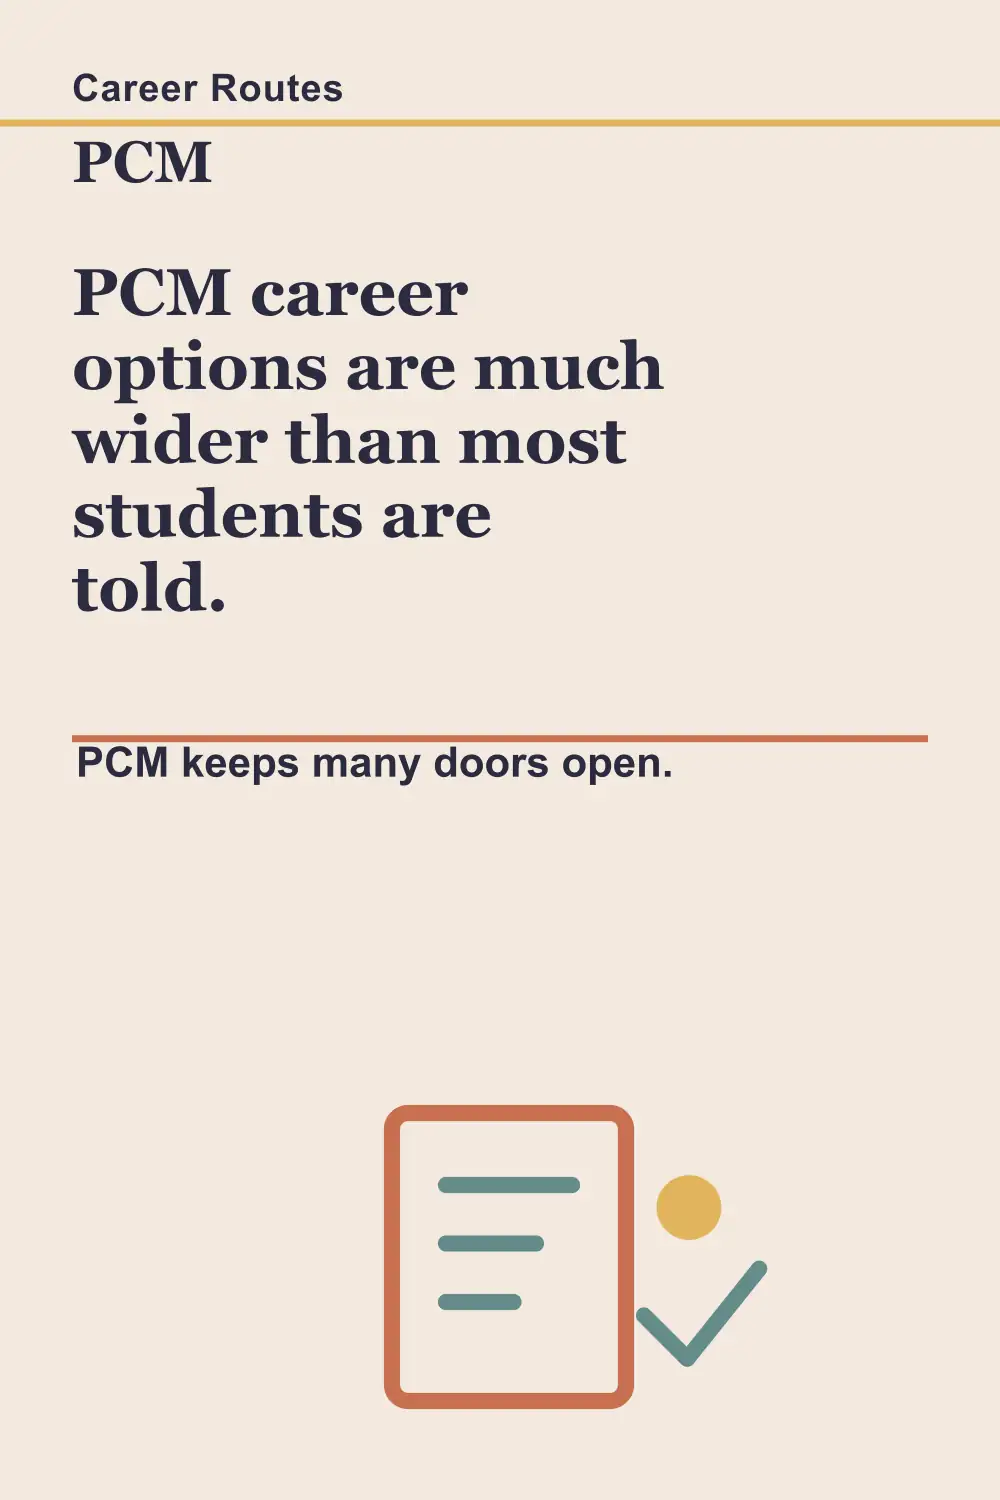 Career Routes
PCM
PCM career
options are much
wider than most
students are
told.
PCM keeps many doors open.